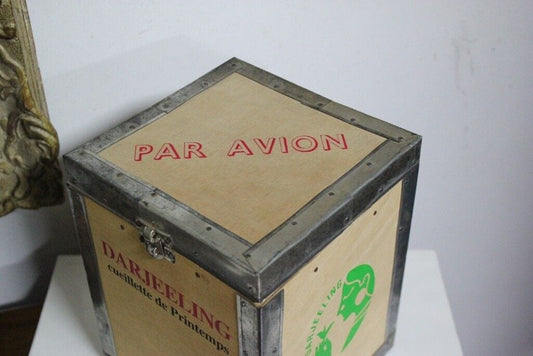 PAR AVION
DARJEELING
cueillette de Printemps
DARJEELING